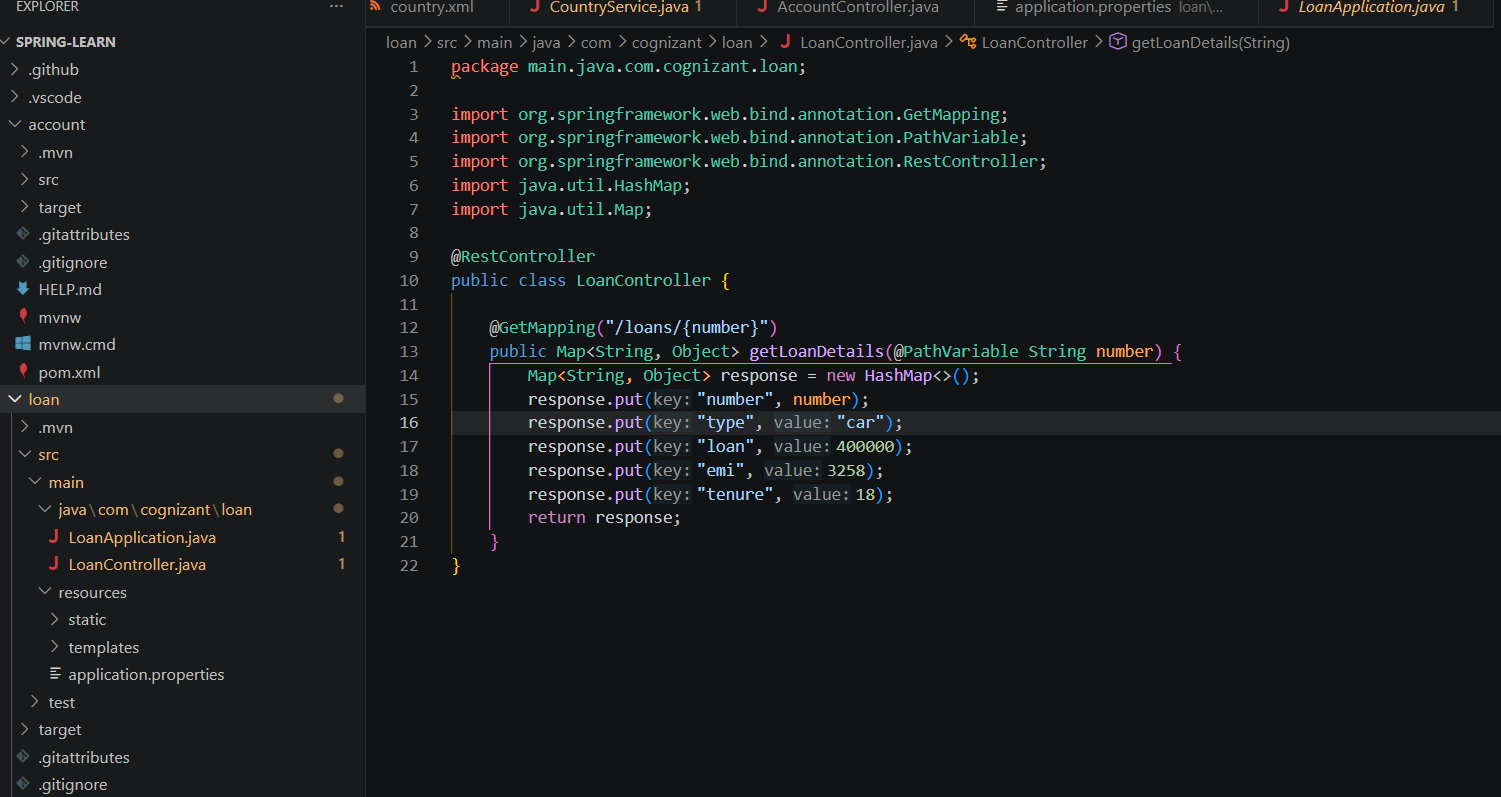 EXPLORER ...
SPRING-LEARN
.github
.vscode
account
.mvn
src
target
.gitattributes
.gitignore
HELP.md
mvnw
mvnw.cmd
pom.xml
loan
.mvn
src
main
java\com\cognizant\loan
LoanApplication.java 1
LoanController.java 1
resources
static
templates
application.properties
test
target
.gitattributes
.gitignore
country.xml CountryService.java 1 AccountController.java application.properties loan\... LoanApplication.java 1
loan > src > main > java > com > cognizant > loan > LoanController.java > LoanController > getLoanDetails(String)
1 package main.java.com.cognizant.loan;
2
3 import org.springframework.web.bind.annotation.GetMapping;
4 import org.springframework.web.bind.annotation.PathVariable;
5 import org.springframework.web.bind.annotation.RestController;
6 import java.util.HashMap;
7 import java.util.Map;
8
9 @RestController
10 public class LoanController {
11
12 @GetMapping("/loans/{number}")
13 public Map<String, Object> getLoanDetails(@PathVariable String number) {
14 Map<String, Object> response = new HashMap<>();
15 response.put(key: "number", number);
16 response.put(key: "type", value: "car");
17 response.put(key: "loan", value: 400000);
18 response.put(key: "emi", value: 3258);
19 response.put(key: "tenure", value: 18);
20 return response;
21 }
22 }